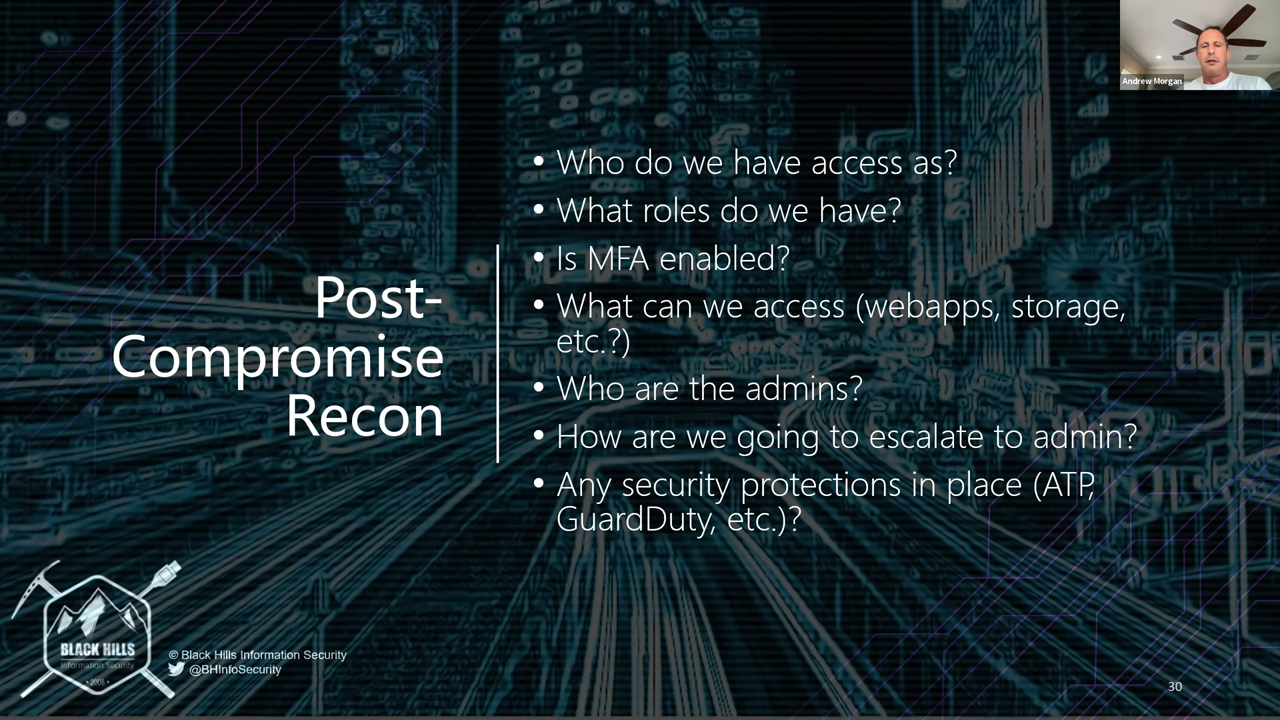 Andrew Morgan
Post-
Compromise
Recon
• Who do we have access as?
• What roles do we have?
• Is MFA enabled?
• What can we access (webapps, storage,
etc.?)
• Who are the admins?
• How are we going to escalate to admin?
• Any security protections in place (ATP,
GuardDuty, etc.)?
BLACK HILLS
Information Security
• 2008 •
© Black Hills Information Security
@BHInfoSecurity
30